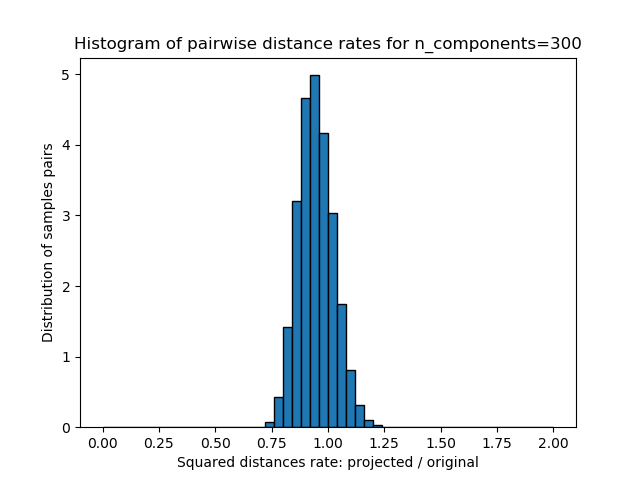 Histogram of pairwise distance rates for n_components=300
Distribution of samples pairs
5
4
3
2
1
0
0.00 0.25 0.50 0.75 1.00 1.25 1.50 1.75 2.00
Squared distances rate: projected / original